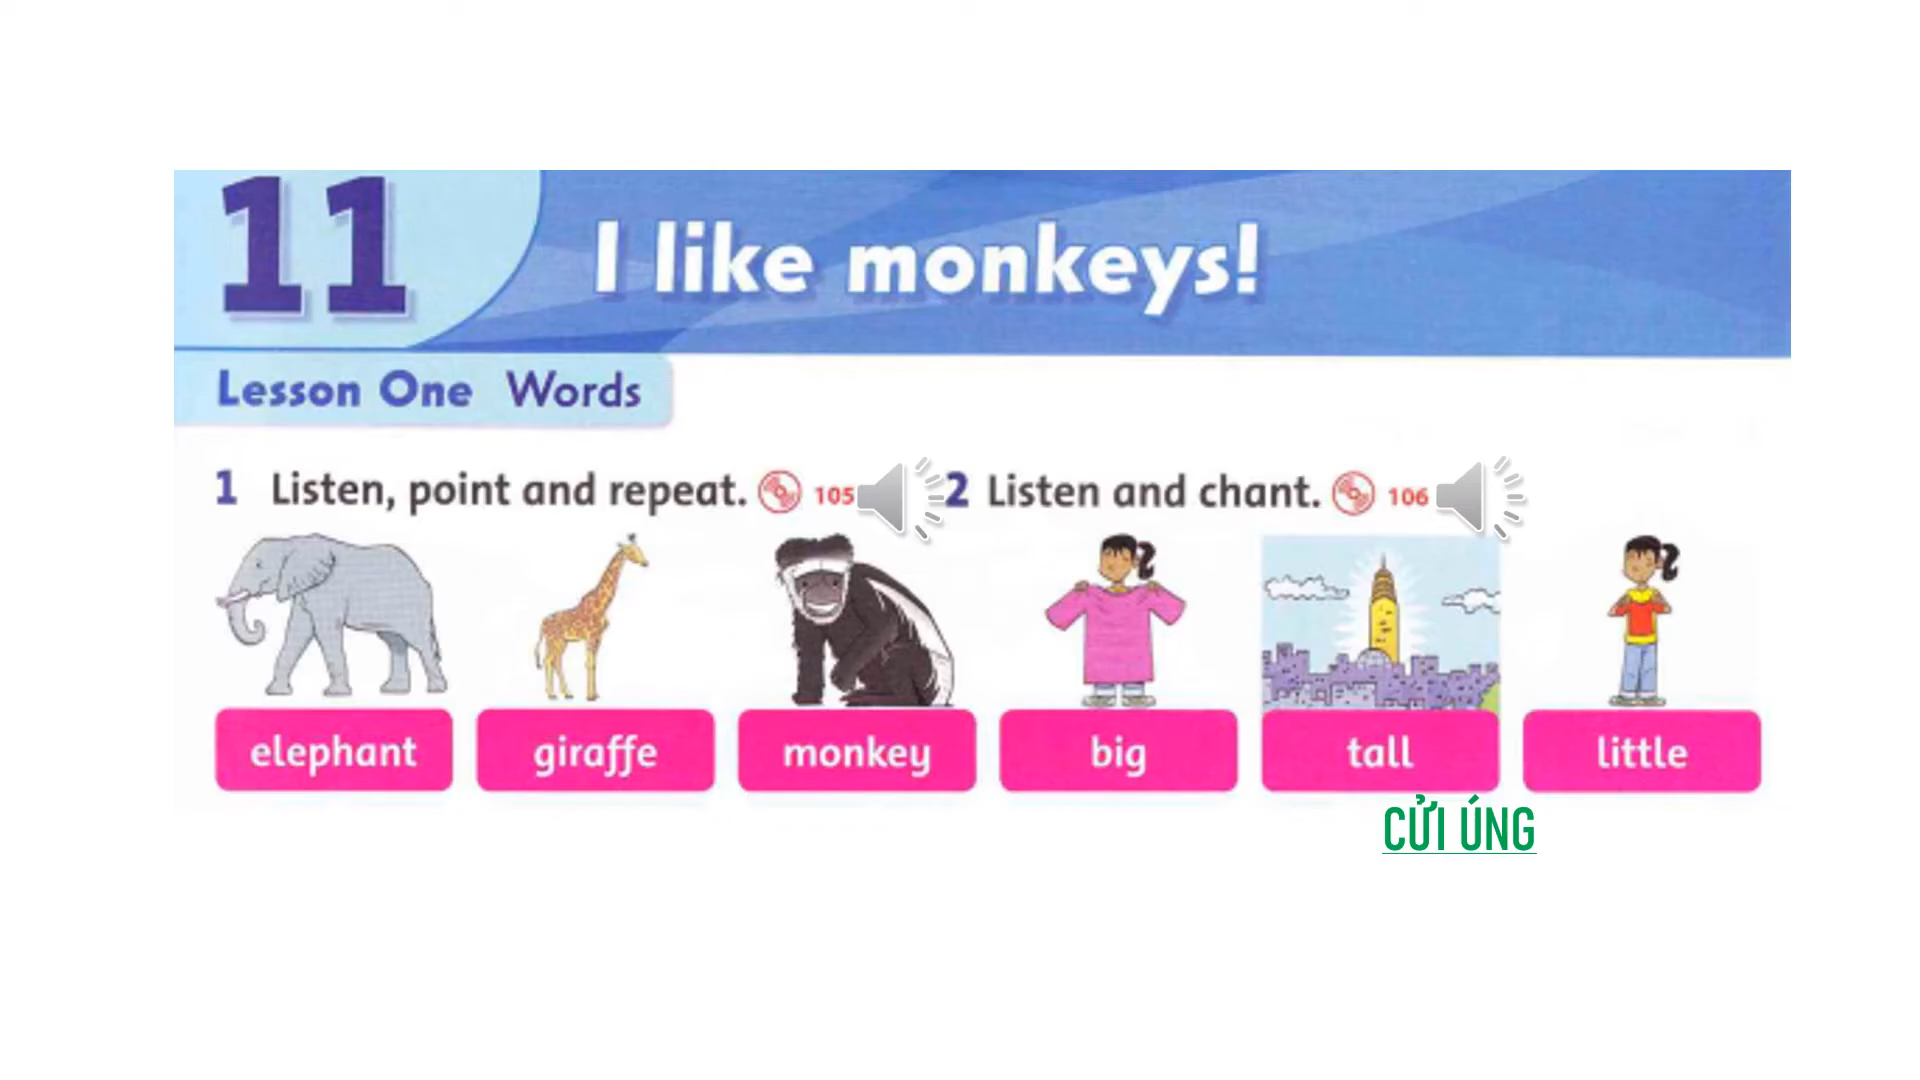 11
I like monkeys!
Lesson One Words
1 Listen, point and repeat. 105
2 Listen and chant. 106
elephant
giraffe
monkey
big
tall
little
CỬI ÚNG